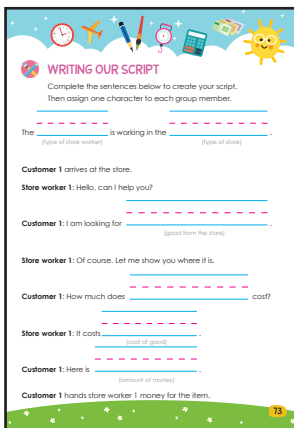 WRITING OUR SCRIPT
Complete the sentences below to create your script.
Then assign one character to each group member.
The is working in the .
(type of store worker) (type of store)
Customer 1 arrives at the store.
Store worker 1: Hello, can I help you?
Customer 1: I am looking for .
(good from the store)
Store worker 1: Of course. Let me show you where it is.
Customer 1: How much does cost?
Store worker 1: It costs .
(cost of good)
Customer 1: Here is .
(amount of money)
Customer 1 hands store worker 1 money for the item.
73